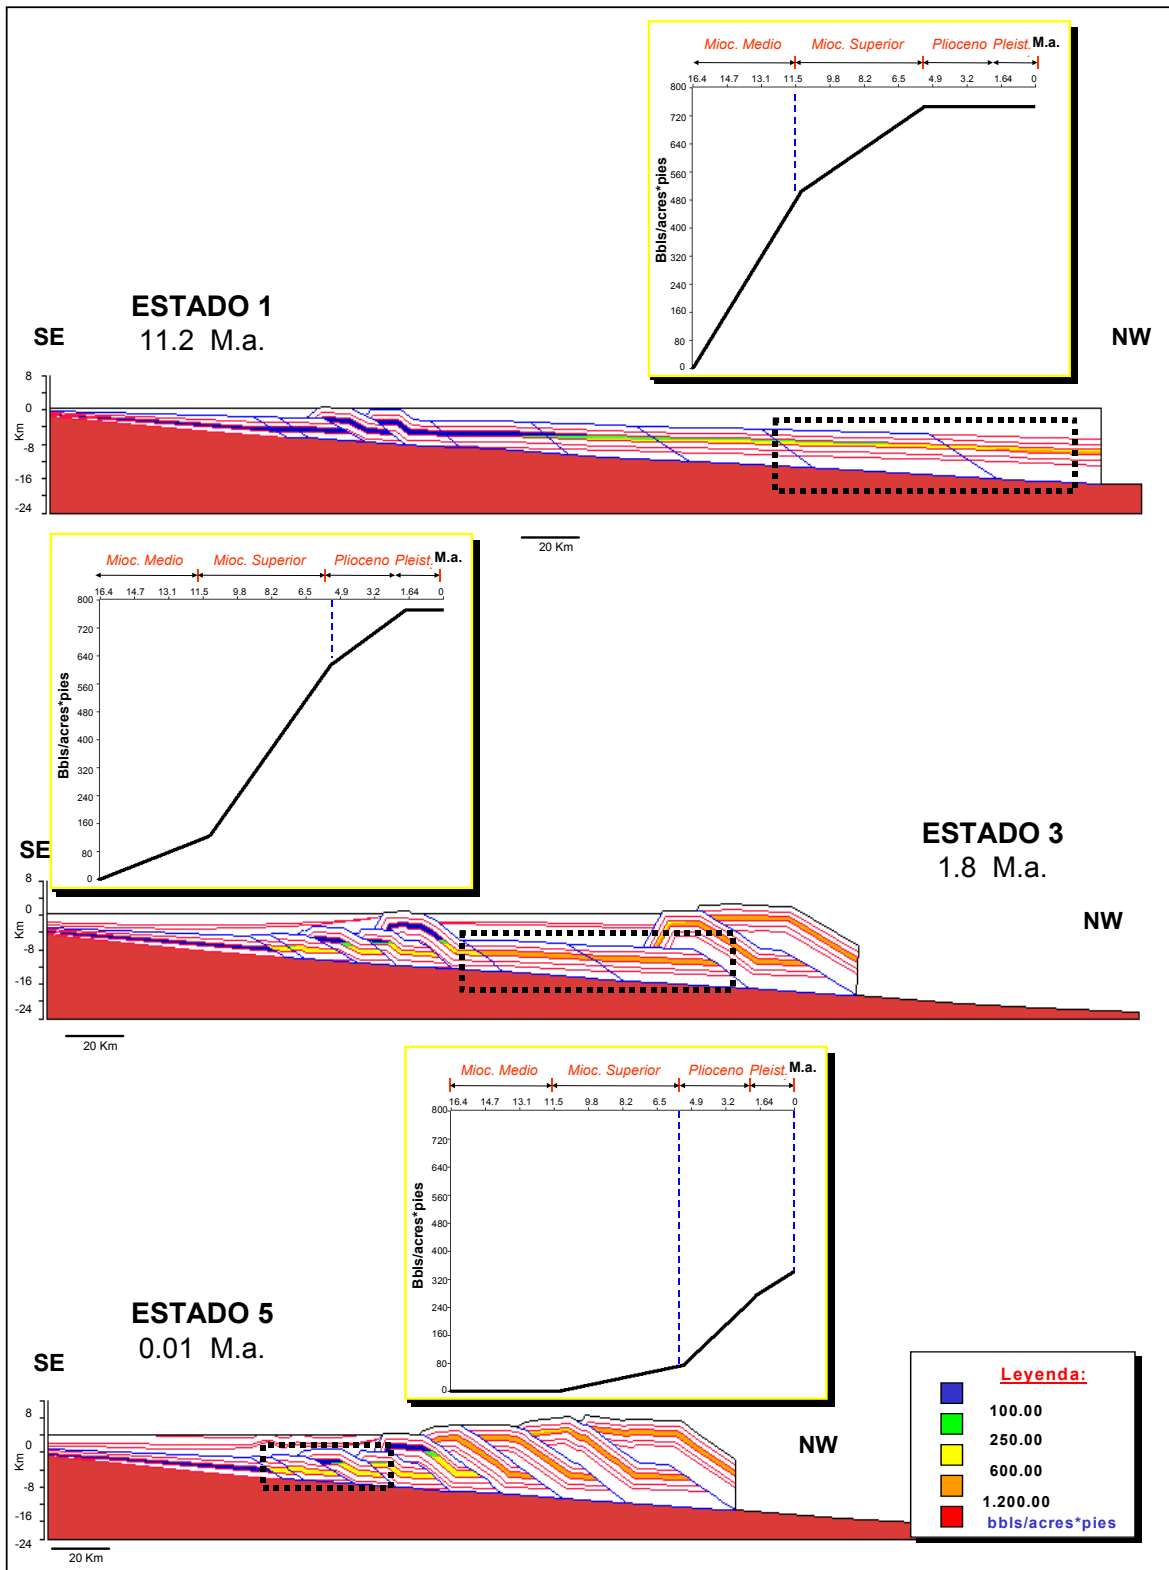 Mioc. Medio Mioc. Superior Plioceno Pleist. M.a.
16.4 14.7 13.1 11.5 9.8 8.2 6.5 4.9 3.2 1.64 0
800
720
640
560
480
400
320
240
160
80
0
Bbls/acres*pies
ESTADO 1
11.2 M.a.
SE
NW
8
0
-8
-16
-24
Km
20 Km
Mioc. Medio Mioc. Superior Plioceno Pleist. M.a.
16.4 14.7 13.1 11.5 9.8 8.2 6.5 4.9 3.2 1.64 0
800
720
640
560
480
400
320
240
160
80
0
Bbls/acres*pies
ESTADO 3
1.8 M.a.
SE
NW
8
0
-8
-16
-24
Km
20 Km
Mioc. Medio Mioc. Superior Plioceno Pleist. M.a.
16.4 14.7 13.1 11.5 9.8 8.2 6.5 4.9 3.2 1.64 0
800
720
640
560
480
400
320
240
160
80
0
Bbls/acres*pies
ESTADO 5
0.01 M.a.
SE
NW
8
0
-8
-16
-24
Km
20 Km
Leyenda:
100.00
250.00
600.00
1.200.00
bbls/acres*pies